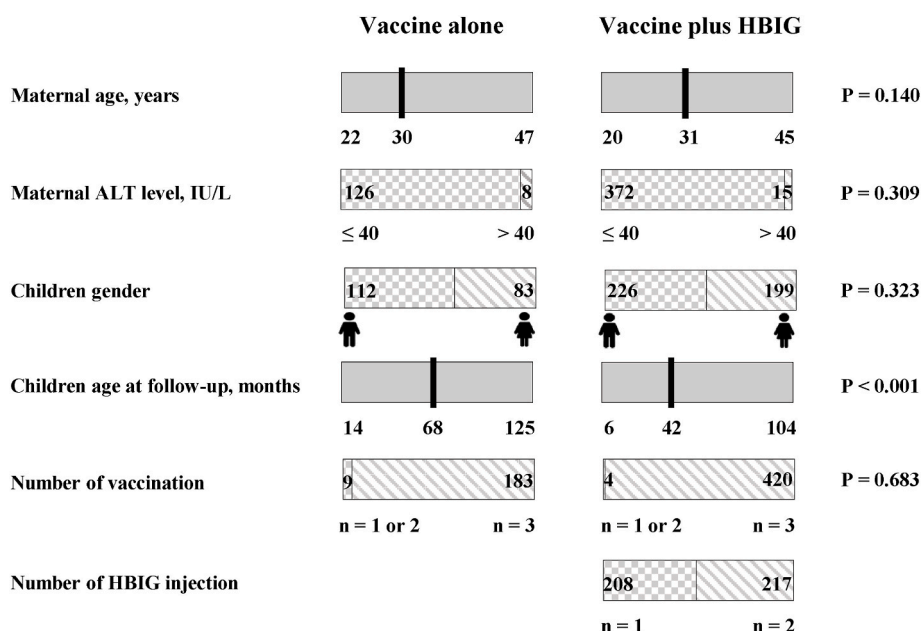 Vaccine alone Vaccine plus HBIG
Maternal age, years P = 0.140
22 30 47 20 31 45
Maternal ALT level, IU/L 126 8 372 15 P = 0.309
≤ 40 > 40 ≤ 40 > 40
Children gender 112 83 226 199 P = 0.323
Children age at follow-up, months P < 0.001
14 68 125 6 42 104
Number of vaccination 9 183 4 420 P = 0.683
n = 1 or 2 n = 3 n = 1 or 2 n = 3
Number of HBIG injection 208 217
n = 1 n = 2